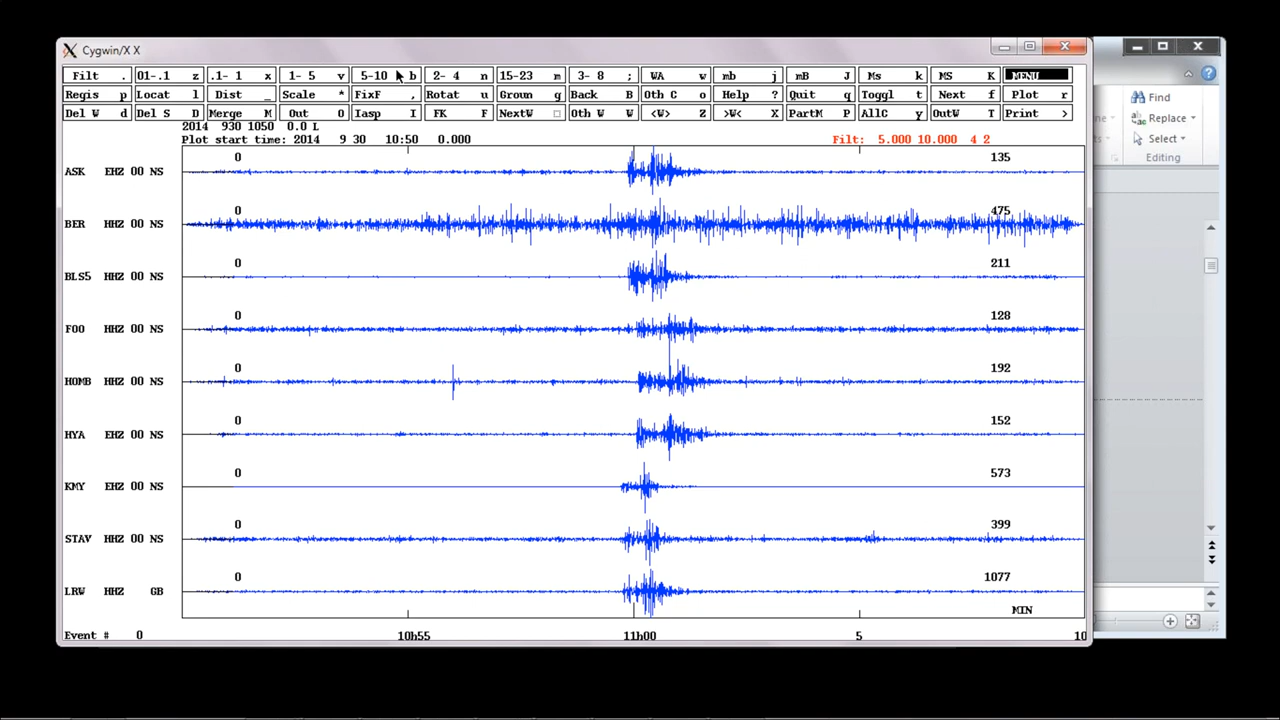 Cygwin/X X
Filt . 01-.1 z .1- 1 x 1- 5 v 5-10 b 2- 4 n 15-23 m 3- 8 ; WA w mb j mB J Ms k MS K MENU
Regis p Locat l Dist _ Scale * FixF , Rotat u Groun g Back B Oth C o Help ? Quit q Toggl t Next f Plot r
Del W d Del S D Merge M Out 0 Iasp I FK F NextW Oth W W <W> Z >W< X PartM P AllC y OutW T Print >
2014 930 1050 0.0 L
Plot start time: 2014 9 30 10:50 0.000 Filt: 5.000 10.000 4 2
0 135
ASK EHZ 00 NS
0 475
BER HHZ 00 NS
0 211
BLS5 HHZ 00 NS
0 128
FOO HHZ 00 NS
0 192
HOMB HHZ 00 NS
0 152
HYA EHZ 00 NS
0 573
KMY EHZ 00 NS
0 399
STAV HHZ 00 NS
0 1077
LRW HHZ GB
MIN
Event # 0 10h55 11h00 5 10
Find
Replace
Select
Editing